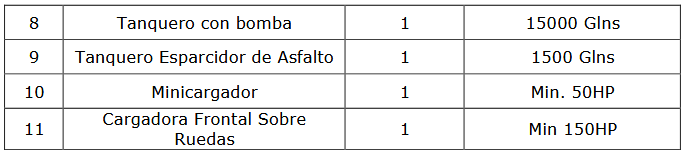 8 Tanquero con bomba 1 15000 Glns
9 Tanquero Esparcidor de Asfalto 1 1500 Glns
10 Minicargador 1 Min. 50HP
11 Cargadora Frontal Sobre Ruedas 1 Min 150HP